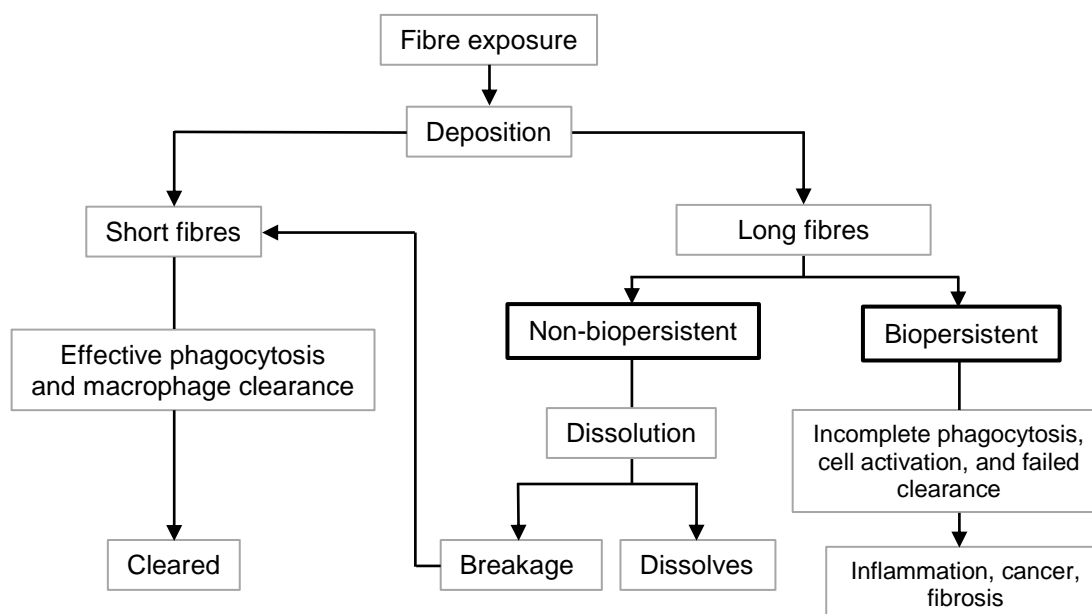 Fibre exposure
Deposition
Short fibres
Long fibres
Non-biopersistent
Biopersistent
Effective phagocytosis
and macrophage clearance
Dissolution
Incomplete phagocytosis,
cell activation, and failed
clearance
Cleared
Breakage
Dissolves
Inflammation, cancer,
fibrosis